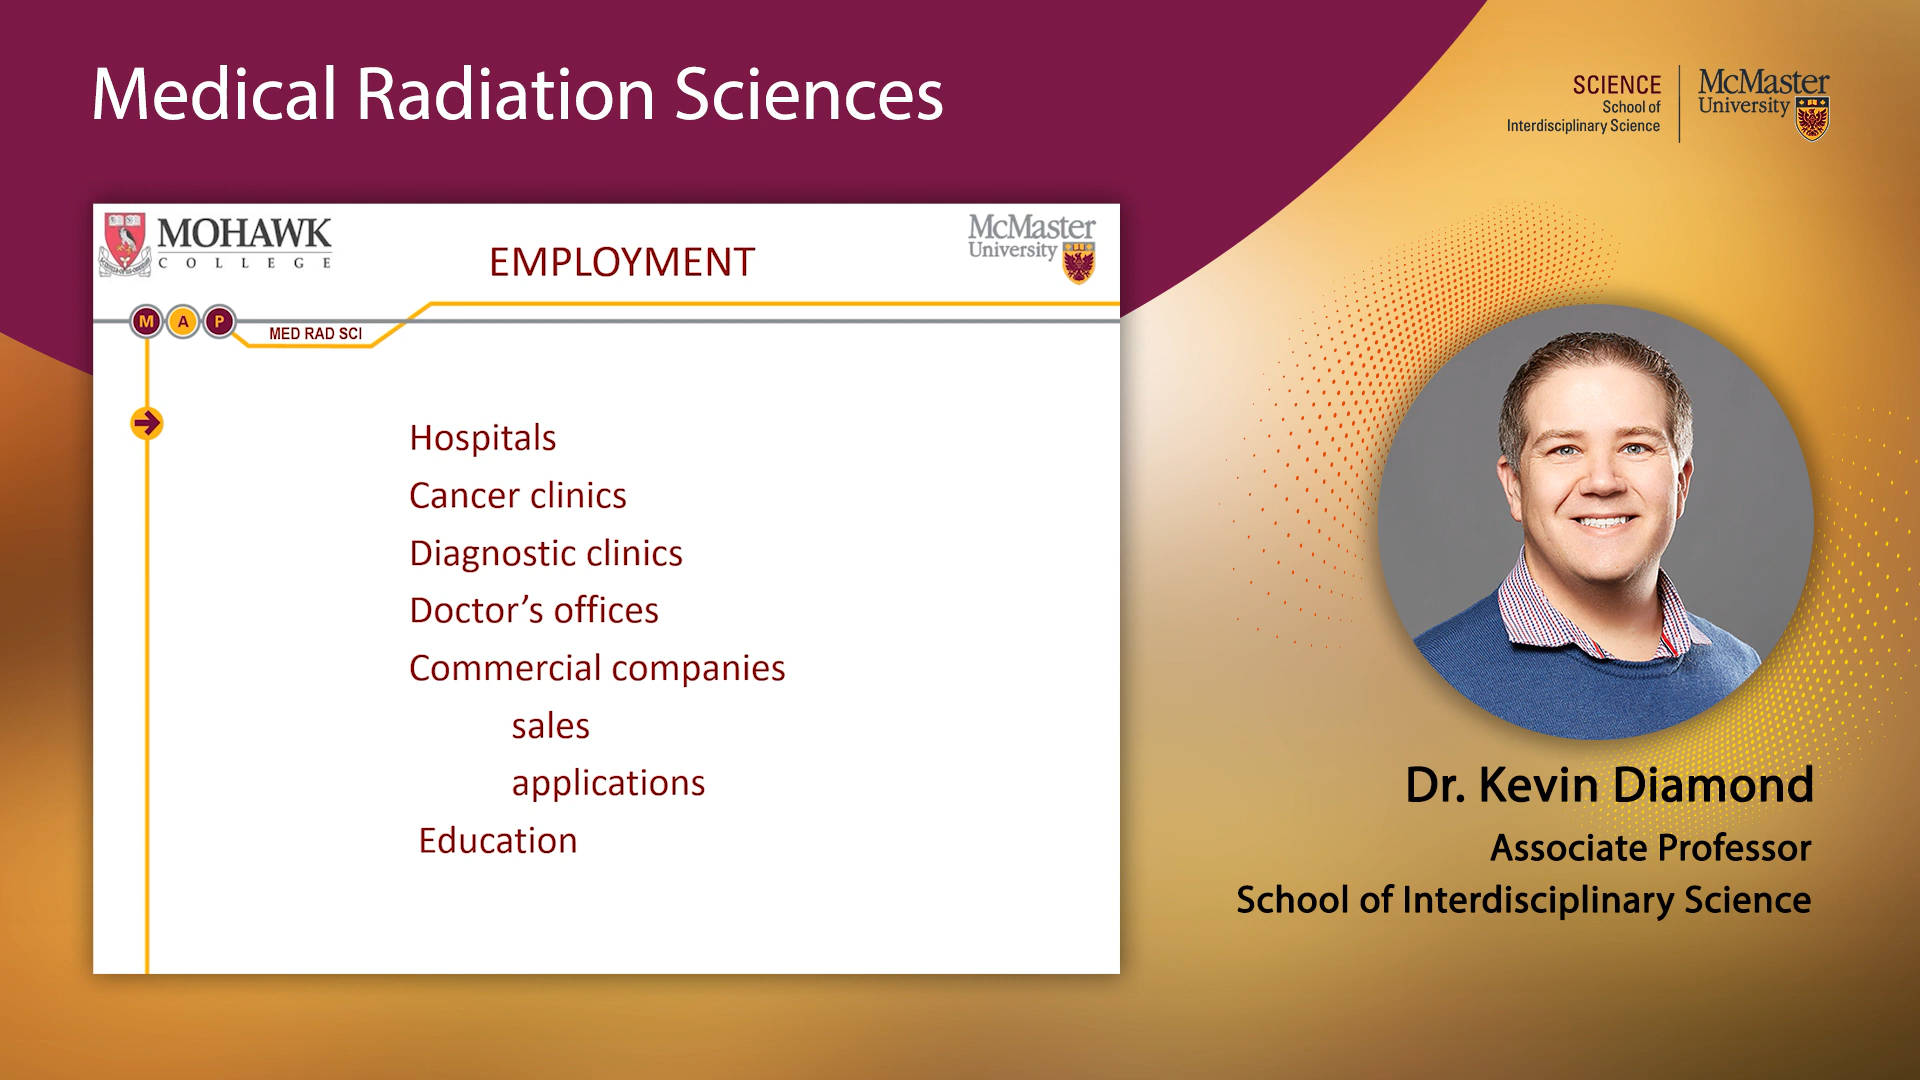 Medical Radiation Sciences
SCIENCE
School of
Interdisciplinary Science
McMaster
University
MOHAWK
COLLEGE
EMPLOYMENT
McMaster
University
M A P
MED RAD SCI
Hospitals
Cancer clinics
Diagnostic clinics
Doctor’s offices
Commercial companies
sales
applications
Education
Dr. Kevin Diamond
Associate Professor
School of Interdisciplinary Science